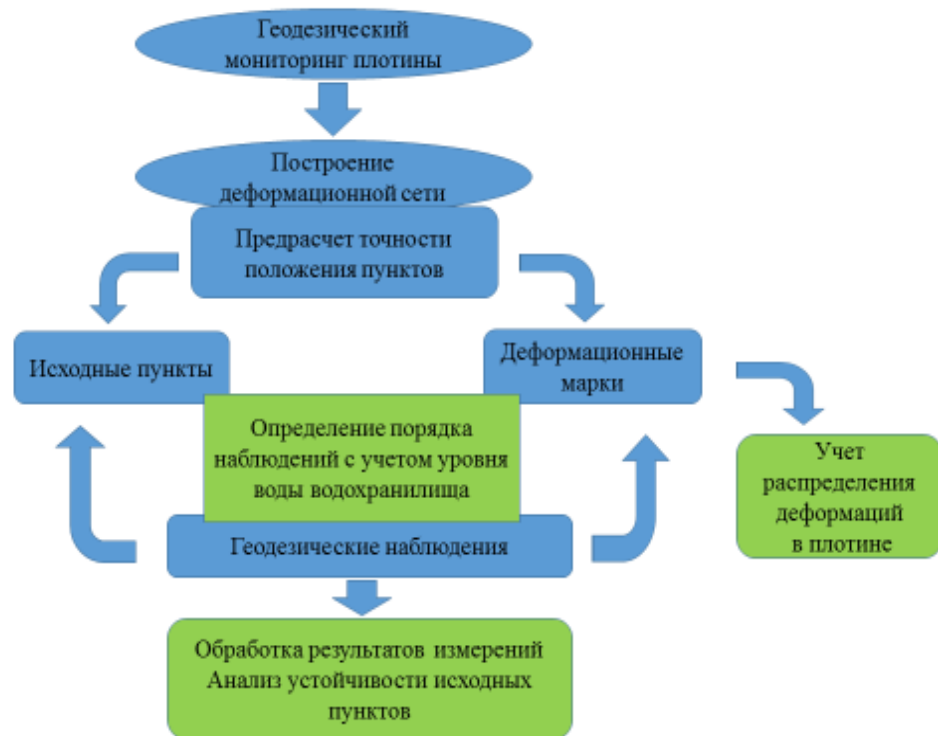 Геодезический
мониторинг плотины
Построение
деформационной сети
Предрасчет точности
положения пунктов
Исходные пункты
Деформационные
марки
Определение порядка
наблюдений с учетом уровня
воды водохранилища
Учет
распределения
деформаций
в плотине
Геодезические наблюдения
Обработка результатов измерений
Анализ устойчивости исходных
пунктов